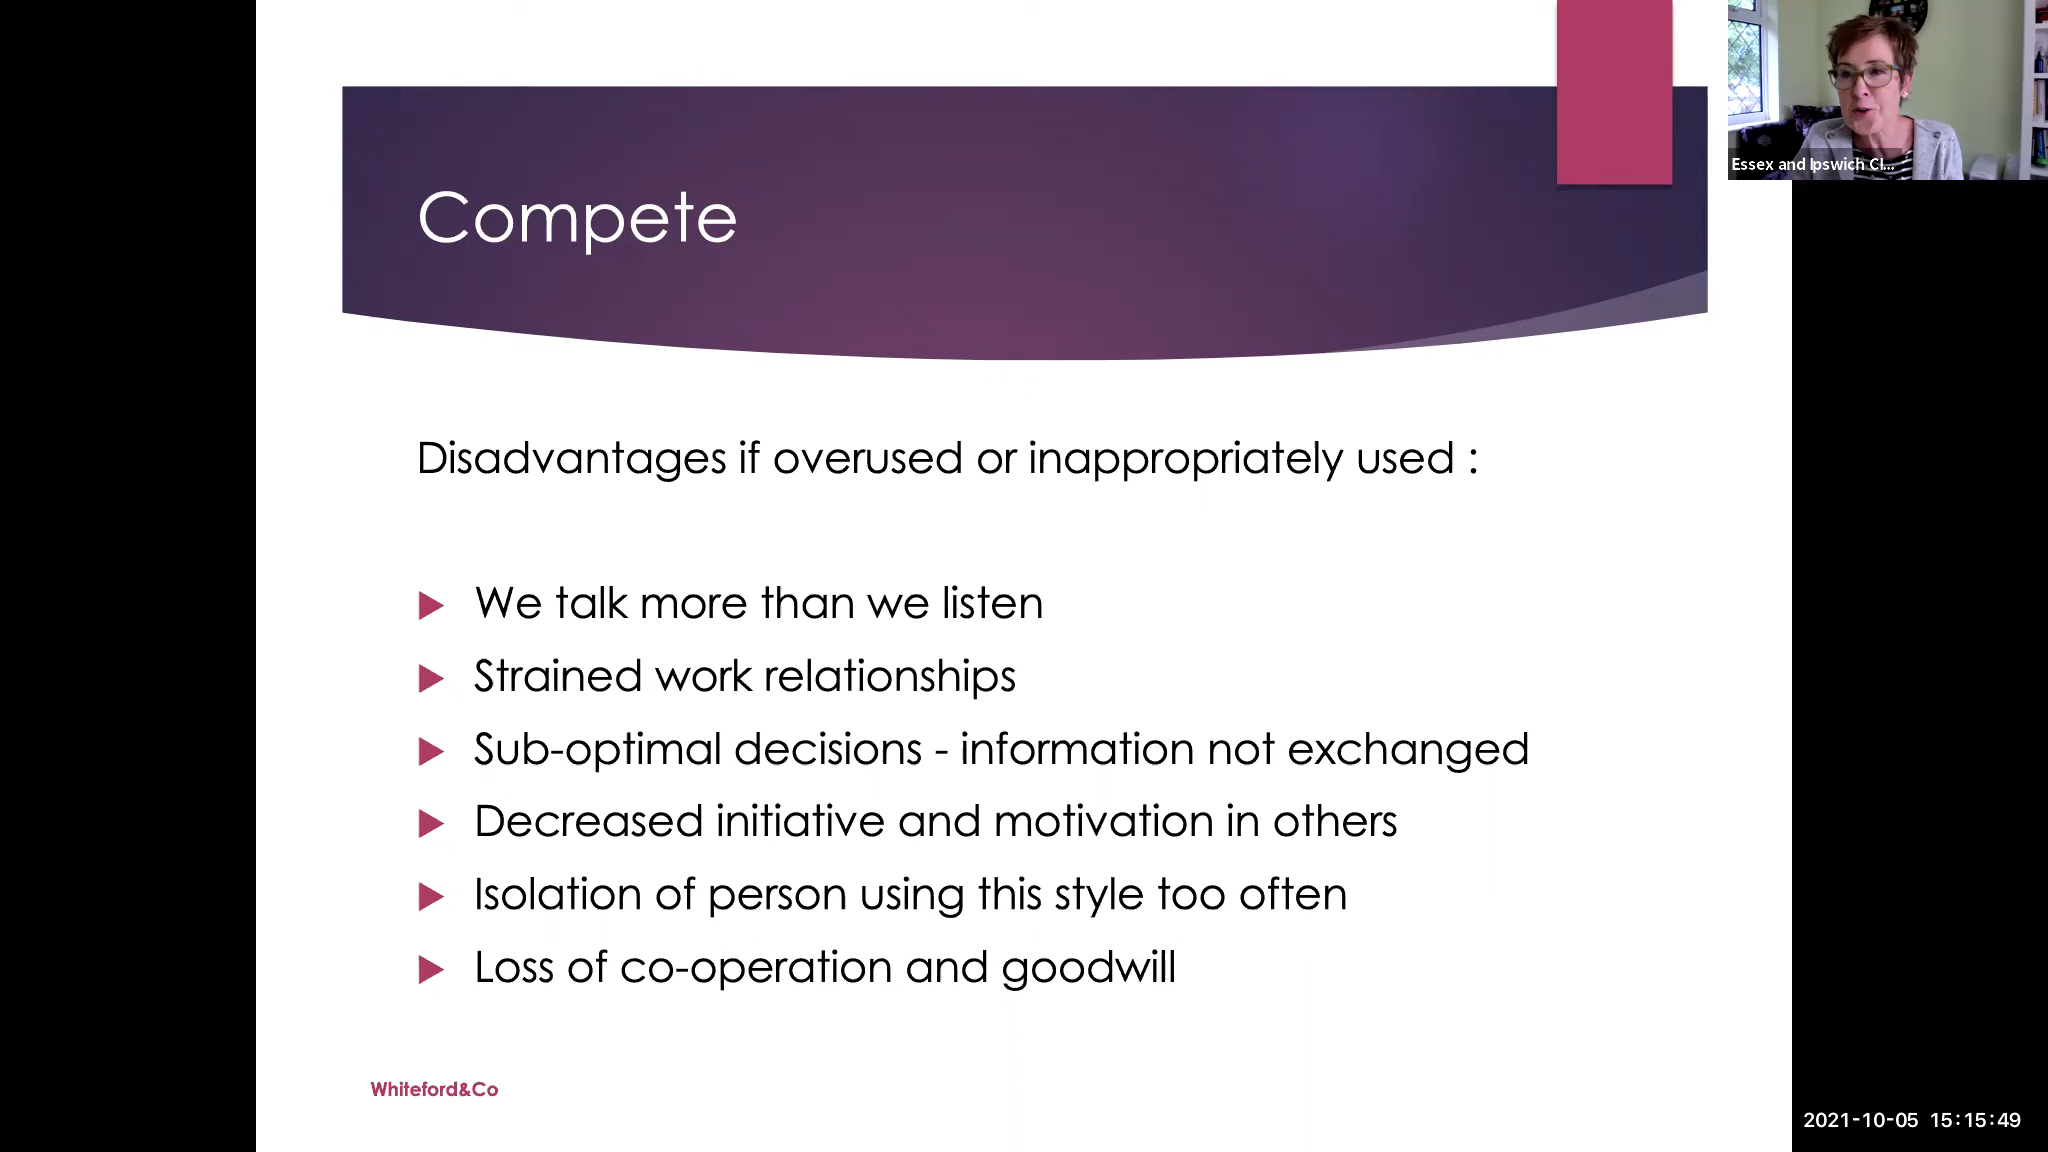 Compete
Essex and Ipswich Cl...
Disadvantages if overused or inappropriately used :
We talk more than we listen
Strained work relationships
Sub-optimal decisions - information not exchanged
Decreased initiative and motivation in others
Isolation of person using this style too often
Loss of co-operation and goodwill
Whiteford&Co
2021-10-05 15:15:49